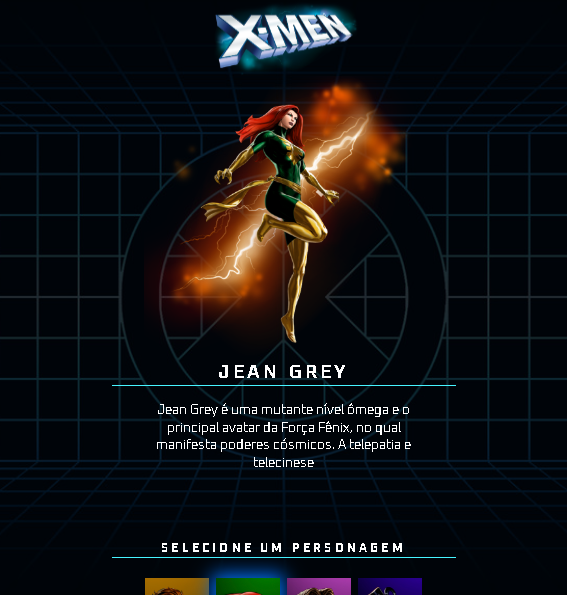 X-MEN
JEAN GREY
Jean Grey é uma mutante nível ômega e o
principal avatar da Força Fênix, no qual
manifesta poderes cósmicos. A telepatia e
telecinese
SELECIONE UM PERSONAGEM